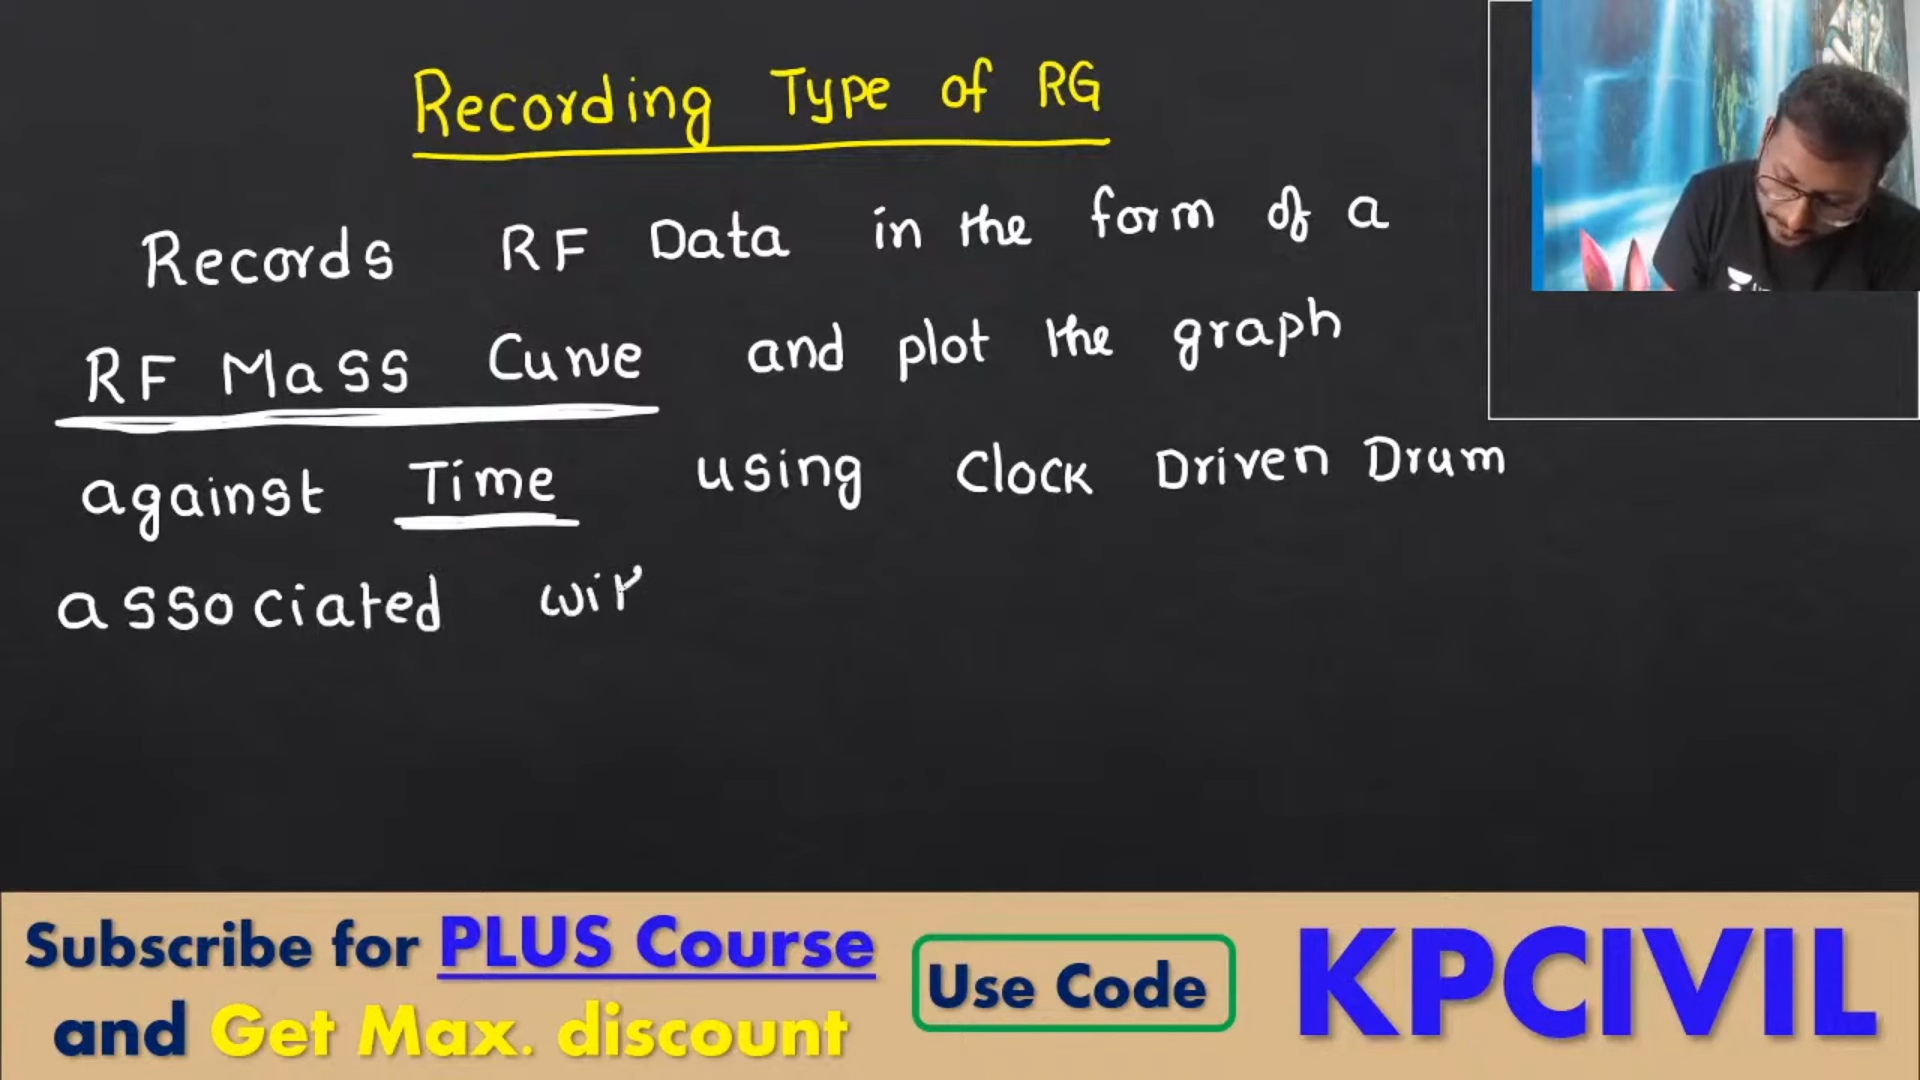 Recording Type of RG
Records RF Data in the form of a
RF Mass Curve and plot the graph
against Time using Clock Driven Drum
associated wit
Subscribe for PLUS Course
and Get Max. discount
Use Code
KPCIVIL